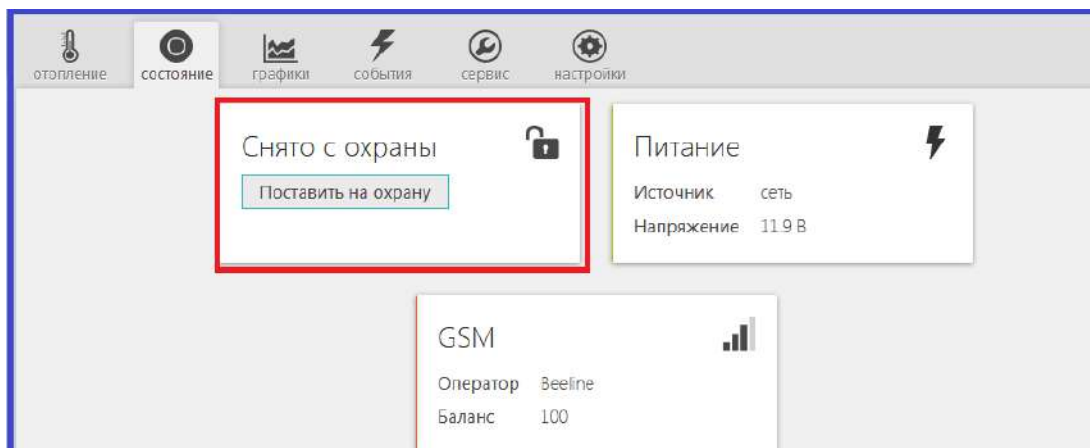 отопление состояние графики события сервис настройки
Снято с охраны
Поставить на охрану
Питание
Источник сеть
Напряжение 11.9 В
GSM
Оператор Beeline
Баланс 100